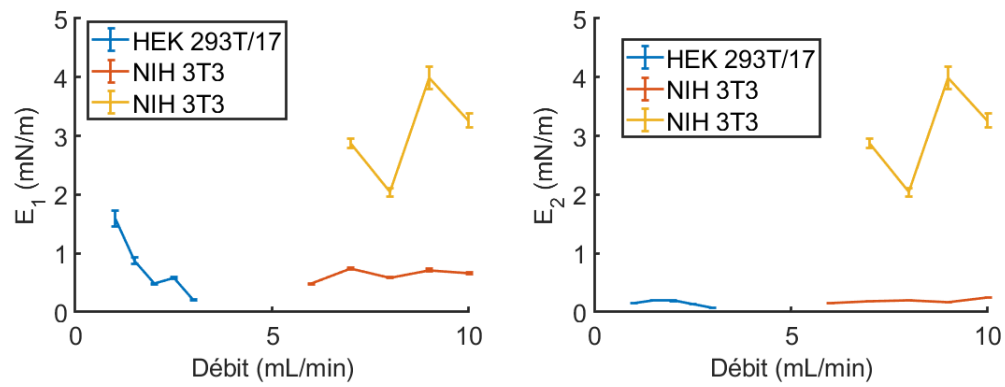 5
4
3
2
1
0
E1 (mN/m)
HEK 293T/17
NIH 3T3
NIH 3T3
0
5
10
Débit (mL/min)
5
4
3
2
1
0
E2 (mN/m)
HEK 293T/17
NIH 3T3
NIH 3T3
0
5
10
Débit (mL/min)